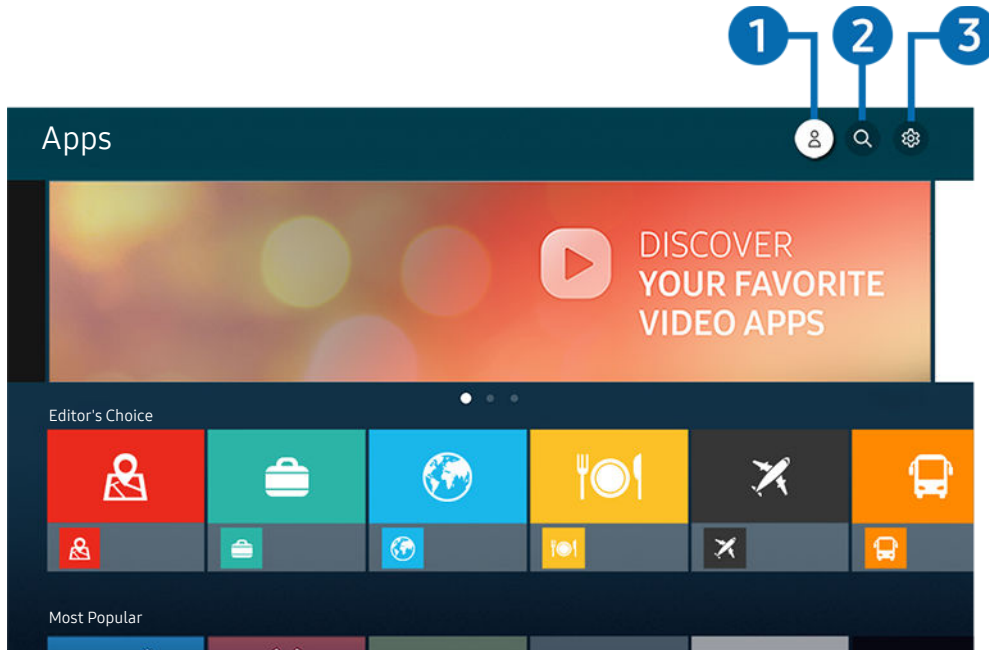 1 2 3
Apps
DISCOVER
YOUR FAVORITE
VIDEO APPS
Editor's Choice
Most Popular